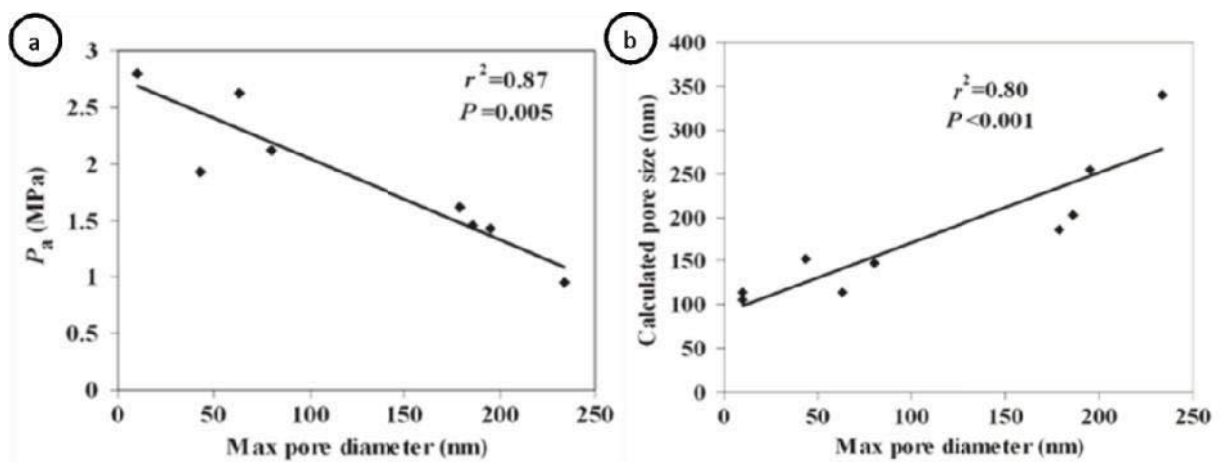 a
3
2.5
2
1.5
1
0.5
0
P_a (MPa)
r²=0.87
P =0.005
0 50 100 150 200 250
Max pore diameter (nm)
b
400
350
300
250
200
150
100
50
0
Calculated pore size (nm)
r²=0.80
P<0.001
0 50 100 150 200 250
Max pore diameter (nm)